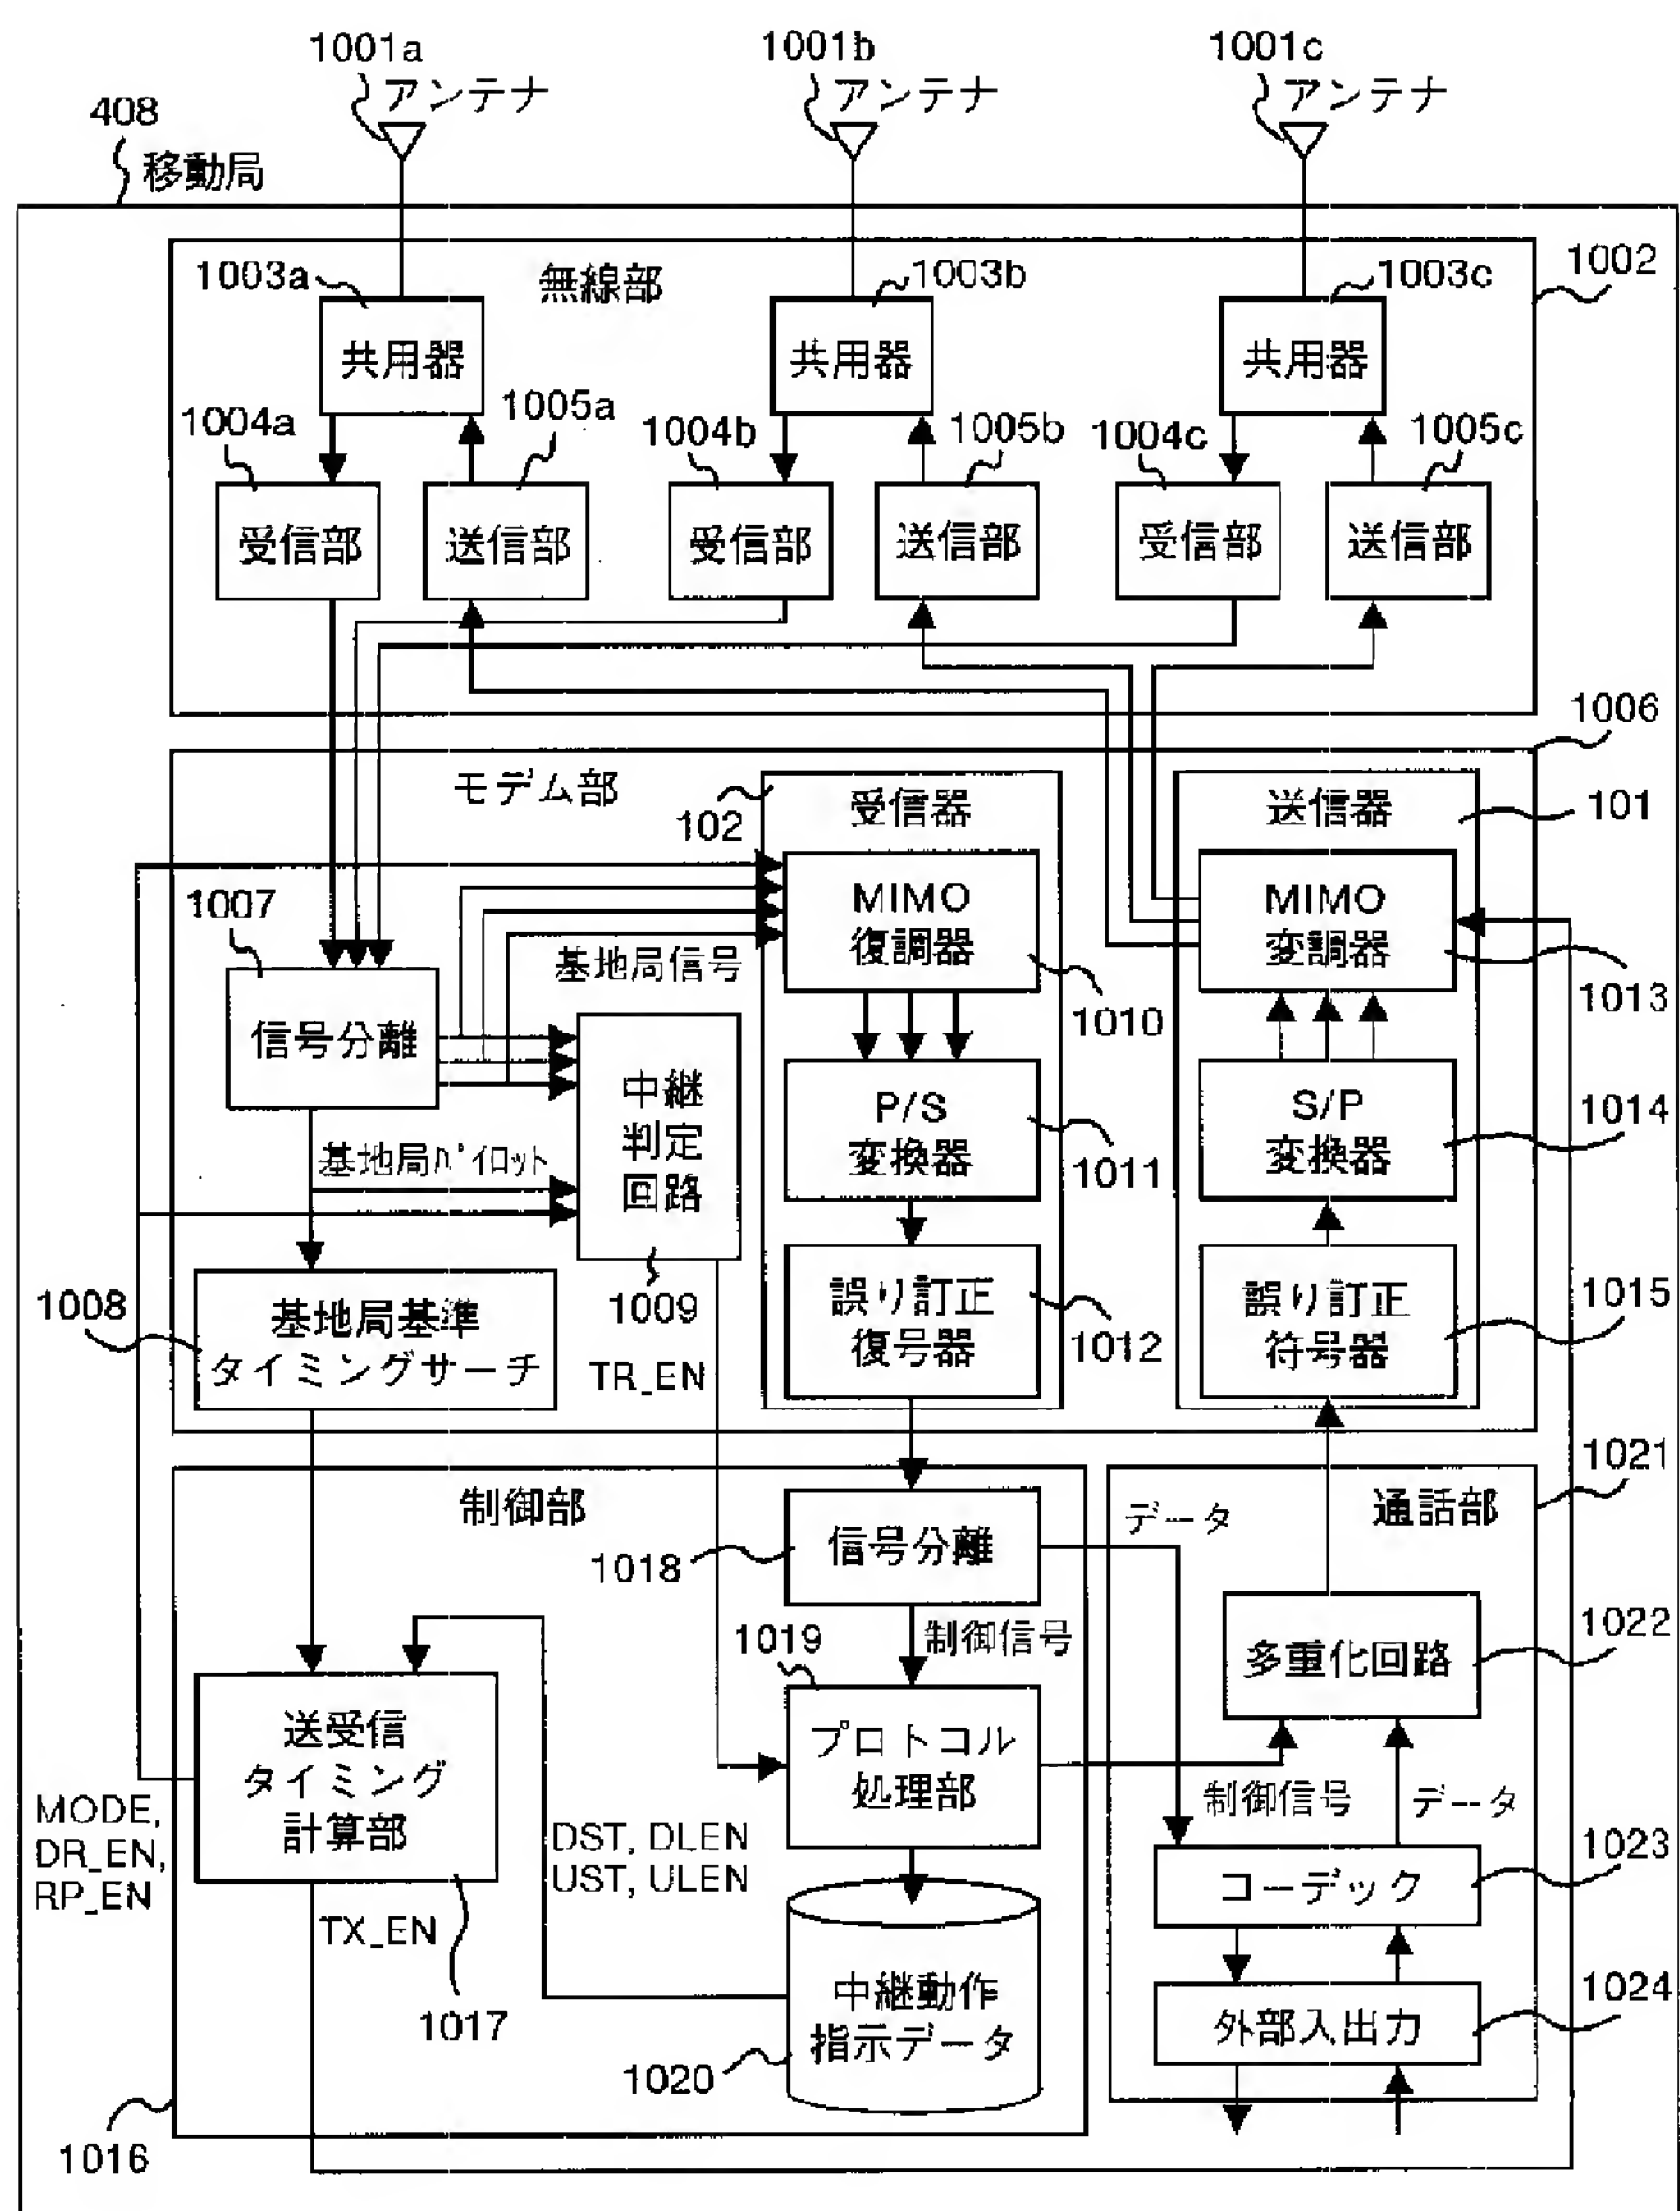 1001a
アンテナ
1001b
アンテナ
1001c
アンテナ
408
移動局
1002
1003a
無線部
1003b
1003c
共用器
共用器
共用器
1004a
1005a
1004b
1005b
1004c
1005c
受信部
送信部
受信部
送信部
受信部
送信部
1006
モデム部
102
受信器
送信器
101
1007
MIMO
復調器
MIMO
変調器
基地局信号
1010
1013
信号分離
中継
判定
回路
P/S
変換器
S/P
変換器
1014
基地局パイロット
1011
1008
基地局基準
タイミングサーチ
1009
TR_EN
誤り訂正
復号器
1012
誤り訂正
符号器
1015
制御部
1021
通話部
データ
1018
信号分離
1019
制御信号
多重化回路
1022
送受信
タイミング
計算部
プロトコル
処理部
制御信号
データ
MODE,
DR_EN,
RP_EN
DST, DLEN
UST, ULEN
コーデック
1023
TX_EN
1017
中継動作
指示データ
1020
外部入出力
1024
1016